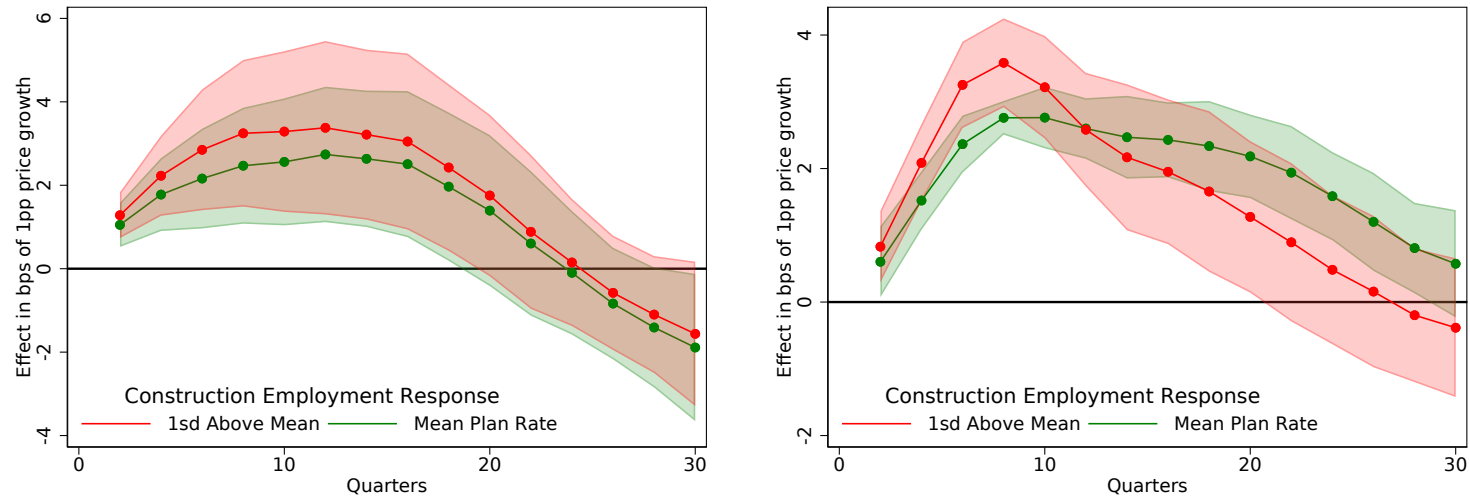 6
4
2
0
-2
-4
Effect in bps of 1pp price growth
Construction Employment Response
1sd Above Mean Mean Plan Rate
0 10 20 30
Quarters
4
2
0
-2
Effect in bps of 1pp price growth
Construction Employment Response
1sd Above Mean Mean Plan Rate
0 10 20 30
Quarters